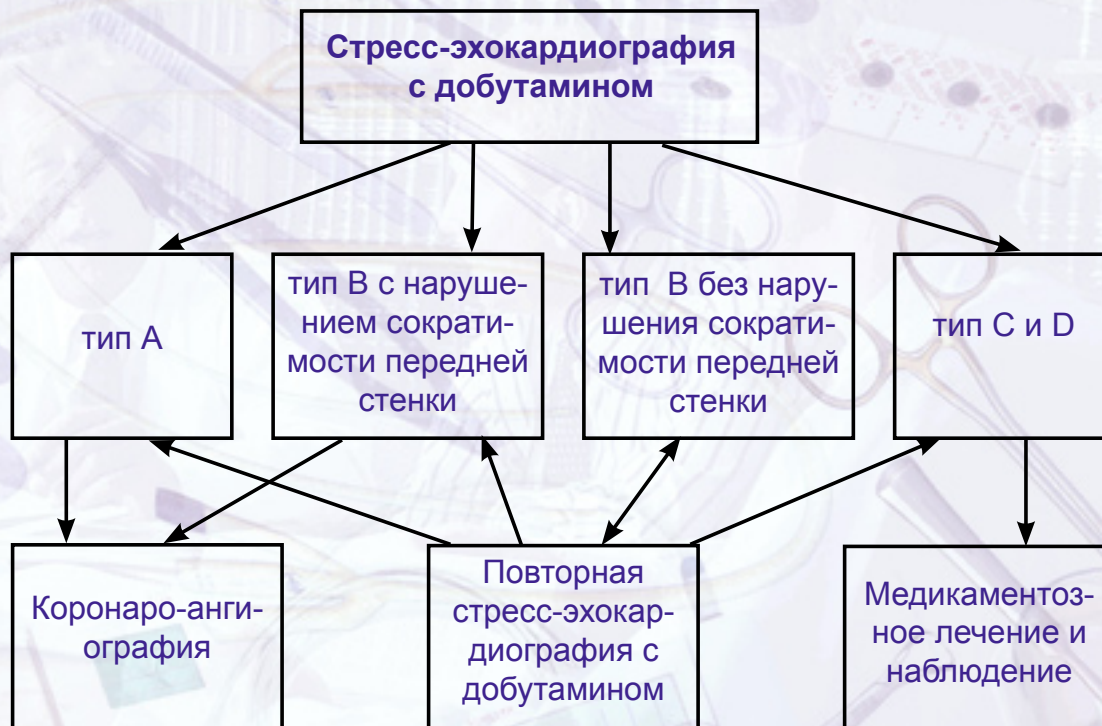 Стресс-эхокардиография
с добутамином
тип А
тип В с наруше-
нием сократи-
мости передней
стенки
тип В без нару-
шения сократи-
мости передней
стенки
тип С и D
Коронаро-анги-
ография
Повторная
стресс-эхокар-
диография с
добутамином
Медикаментоз-
ное лечение и
наблюдение